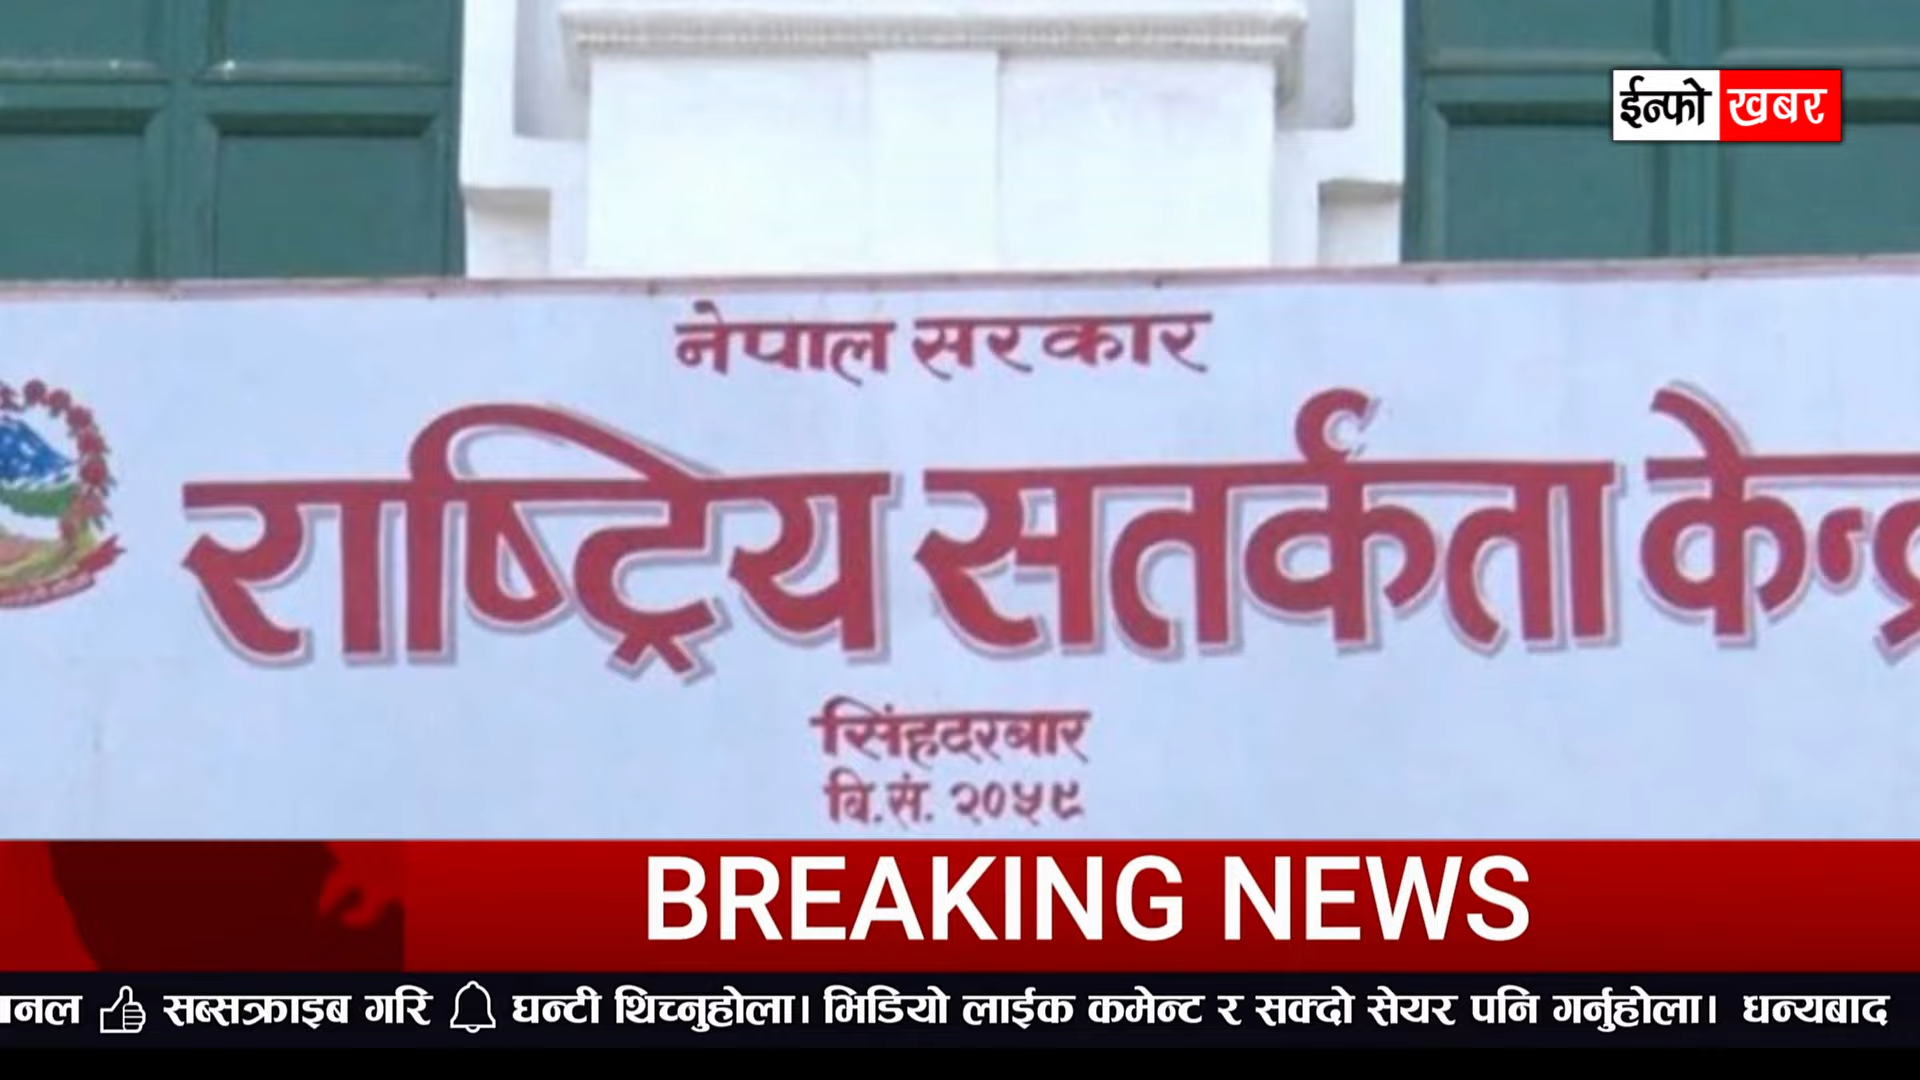 ईन्फो खबर
नेपाल सरकार
राष्ट्रिय सतर्कता केन्द्र
सिंहदरबार
वि.सं. २०५९
BREAKING NEWS
सब्सक्राइब गरि घन्टी थिच्नुहोला। भिडियो लाईक कमेन्ट र सक्दो सेयर पनि गर्नुहोला। धन्यबाद